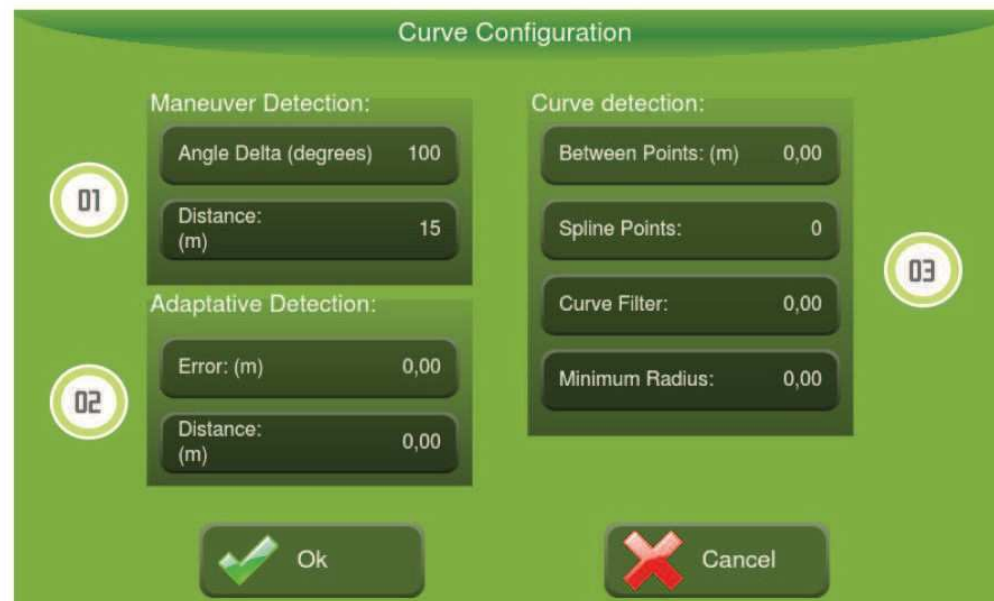 Curve Configuration
01
Maneuver Detection:
Angle Delta (degrees) 100
Distance:
(m) 15
02
Adaptative Detection:
Error: (m) 0,00
Distance:
(m) 0,00
Curve detection:
Between Points: (m) 0,00
Spline Points: 0
Curve Filter: 0,00
Minimum Radius: 0,00
03
Ok
Cancel